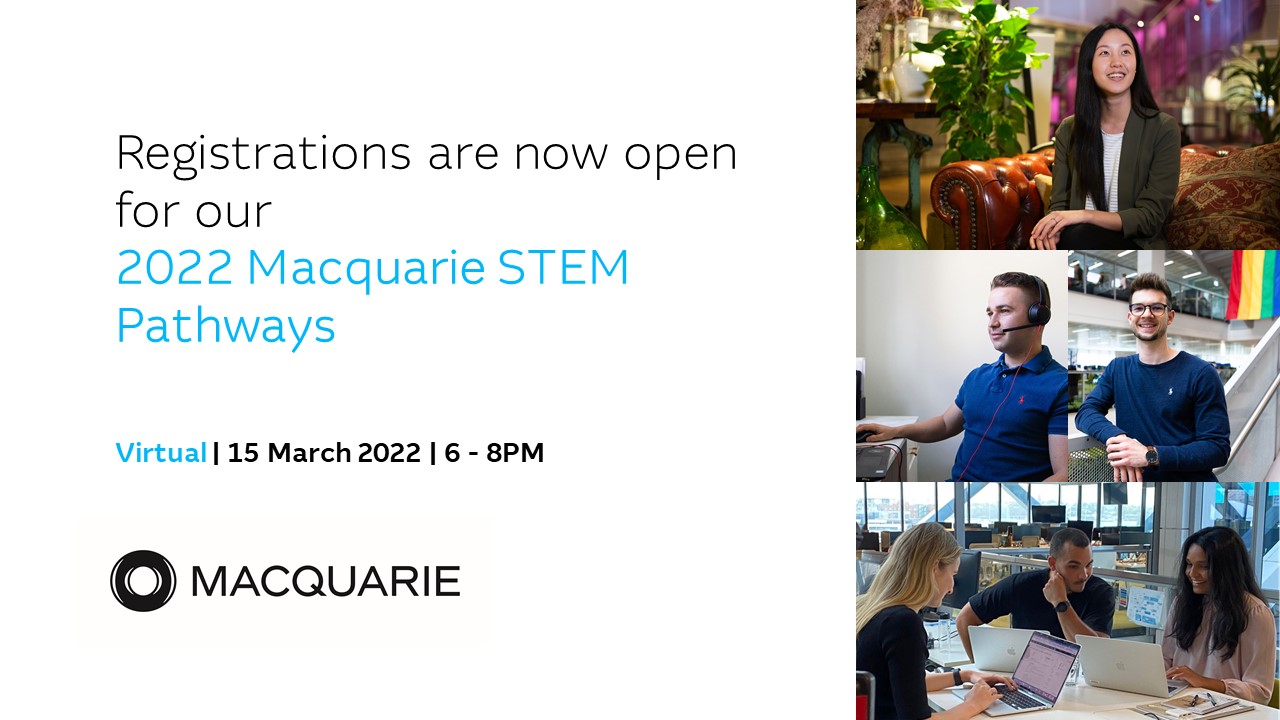 Registrations are now open
for our
2022 Macquarie STEM
Pathways
Virtual | 15 March 2022 | 6 - 8PM
MACQUARIE